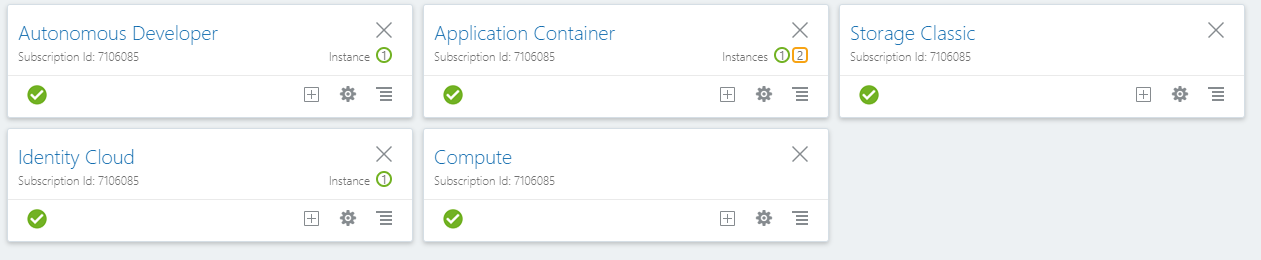 Autonomous Developer
Subscription Id: 7106085 Instance 1
Application Container
Subscription Id: 7106085 Instances 1 2
Storage Classic
Subscription Id: 7106085
Identity Cloud
Subscription Id: 7106085 Instance 1
Compute
Subscription Id: 7106085